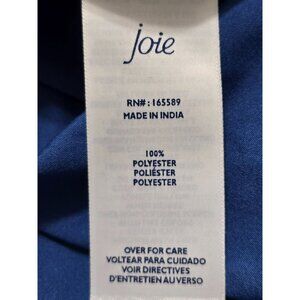 joie
RN#: 165589
MADE IN INDIA
100%
POLYESTER
POLIÉSTER
POLYESTER
OVER FOR CARE
VOLTEAR PARA CUIDADO
VOIR DIRECTIVES
D'ENTRETIEN AU VERSO